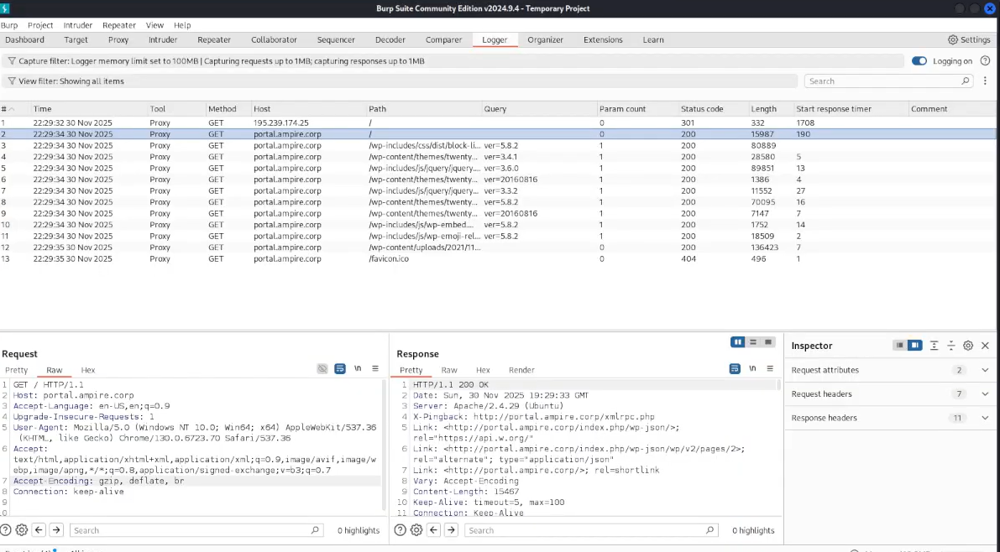 Burp Suite Community Edition v2024.9.4 - Temporary Project
Burp Project Intruder Repeater View Help
Dashboard Target Proxy Intruder Repeater Collaborator Sequencer Decoder Comparer Logger Organizer Extensions Learn Settings
Capture filter: Logger memory limit set to 100MB | Capturing requests up to 1MB; capturing responses up to 1MB Logging on
View filter: Showing all items Search
# Time Tool Method Host Path Query Param count Status code Length Start response timer Comment
1 22:29:32 30 Nov 2025 Proxy GET 195.239.174.25 / 0 301 332 1708
2 22:29:34 30 Nov 2025 Proxy GET portal.ampire.corp / 0 200 15987 190
3 22:29:34 30 Nov 2025 Proxy GET portal.ampire.corp /wp-includes/css/dist/block-li... ver=5.8.2 1 200 80889
4 22:29:34 30 Nov 2025 Proxy GET portal.ampire.corp /wp-content/themes/twenty... ver=3.4.1 1 200 28580 5
5 22:29:34 30 Nov 2025 Proxy GET portal.ampire.corp /wp-includes/js/jquery/jquery.... ver=3.6.0 1 200 89851 13
6 22:29:34 30 Nov 2025 Proxy GET portal.ampire.corp /wp-content/themes/twenty... ver=20160816 1 200 1386 4
7 22:29:34 30 Nov 2025 Proxy GET portal.ampire.corp /wp-includes/js/jquery/jquery... ver=3.3.2 1 200 11552 27
8 22:29:34 30 Nov 2025 Proxy GET portal.ampire.corp /wp-content/themes/twenty... ver=5.8.2 1 200 70095 16
9 22:29:34 30 Nov 2025 Proxy GET portal.ampire.corp /wp-content/themes/twenty... ver=20160816 1 200 7147 7
10 22:29:34 30 Nov 2025 Proxy GET portal.ampire.corp /wp-includes/js/wp-embed.... ver=5.8.2 1 200 1752 14
11 22:29:34 30 Nov 2025 Proxy GET portal.ampire.corp /wp-includes/js/wp-emoji-rel... ver=5.8.2 1 200 18509 2
12 22:29:35 30 Nov 2025 Proxy GET portal.ampire.corp /wp-content/uploads/2021/11... 0 200 136423 7
13 22:29:35 30 Nov 2025 Proxy GET portal.ampire.corp /favicon.ico 0 404 496 1
Request
Pretty Raw Hex
\n
1 GET / HTTP/1.1
2 Host: portal.ampire.corp
3 Accept-Language: en-US,en;q=0.9
4 Upgrade-Insecure-Requests: 1
5 User-Agent: Mozilla/5.0 (Windows NT 10.0; Win64; x64) AppleWebKit/537.36
(KHTML, like Gecko) Chrome/130.0.6723.70 Safari/537.36
6 Accept:
text/html,application/xhtml+xml,application/xml;q=0.9,image/avif,image/w
ebp,image/apng,*/*;q=0.8,application/signed-exchange;v=b3;q=0.7
7 Accept-Encoding: gzip, deflate, br
8 Connection: keep-alive
9
10
Search 0 highlights
Response
Pretty Raw Hex Render
\n
1 HTTP/1.1 200 OK
2 Date: Sun, 30 Nov 2025 19:29:33 GMT
3 Server: Apache/2.4.29 (Ubuntu)
4 X-Pingback: http://portal.ampire.corp/xmlrpc.php
5 Link: <http://portal.ampire.corp/index.php/wp-json/>;
rel="https://api.w.org/"
6 Link: <http://portal.ampire.corp/index.php/wp-json/wp/v2/pages/2>;
rel="alternate"; type="application/json"
7 Link: <http://portal.ampire.corp/>; rel=shortlink
8 Vary: Accept-Encoding
9 Content-Length: 15467
10 Keep-Alive: timeout=5, max=100
11 Connection: Keep-Alive
Search 0 highlights
Inspector
Request attributes 2
Request headers 7
Response headers 11